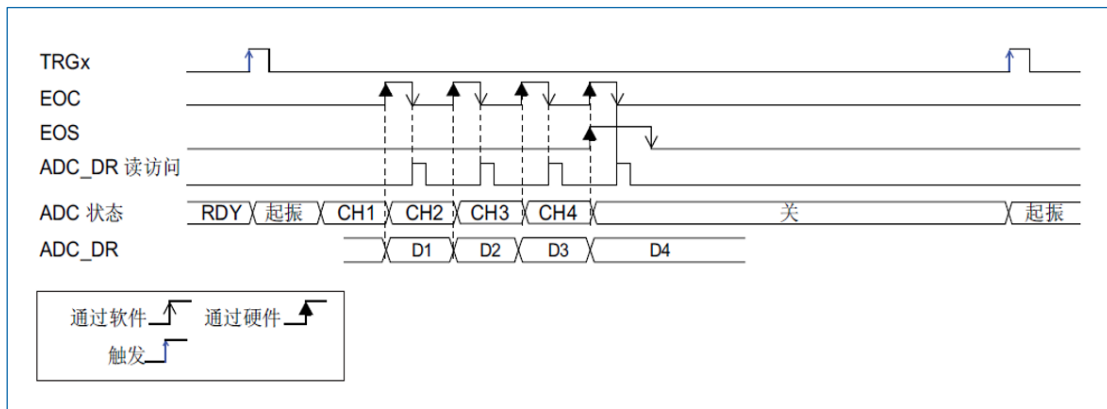 TRGx
EOC
EOS
ADC_DR 读访问
ADC 状态 RDY 起振 CH1 CH2 CH3 CH4 关 起振
ADC_DR D1 D2 D3 D4
通过软件 通过硬件
触发